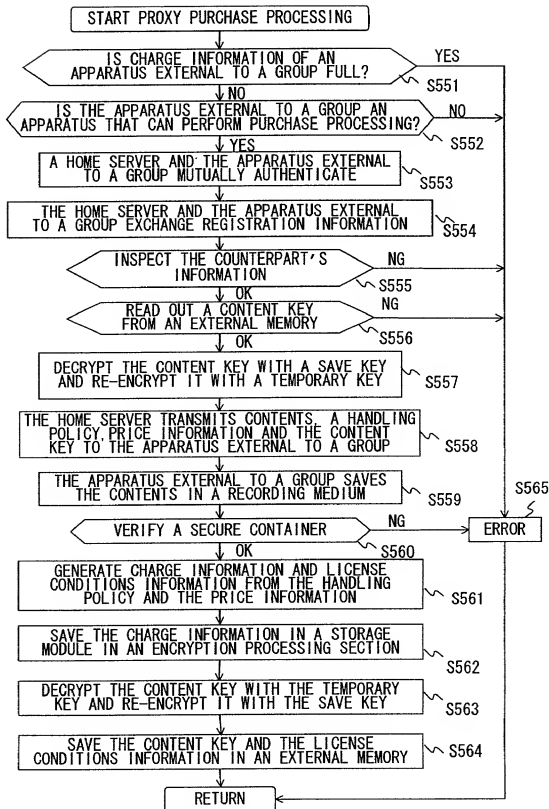 START PROXY PURCHASE PROCESSING
IS CHARGE INFORMATION OF AN
APPARATUS EXTERNAL TO A GROUP FULL?
YES
S551
NO
IS THE APPARATUS EXTERNAL TO A GROUP AN
APPARATUS THAT CAN PERFORM PURCHASE PROCESSING?
NO
S552
YES
A HOME SERVER AND THE APPARATUS EXTERNAL
TO A GROUP MUTUALLY AUTHENTICATE
S553
THE HOME SERVER AND THE APPARATUS EXTERNAL
TO A GROUP EXCHANGE REGISTRATION INFORMATION
S554
INSPECT THE COUNTERPART'S
INFORMATION
NG
S555
OK
READ OUT A CONTENT KEY
FROM AN EXTERNAL MEMORY
NG
S556
OK
DECRYPT THE CONTENT KEY WITH A SAVE KEY
AND RE-ENCRYPT IT WITH A TEMPORARY KEY
S557
THE HOME SERVER TRANSMITS CONTENTS, A HANDLING
POLICY, PRICE INFORMATION AND THE CONTENT
KEY TO THE APPARATUS EXTERNAL TO A GROUP
S558
THE APPARATUS EXTERNAL TO A GROUP SAVES
THE CONTENTS IN A RECORDING MEDIUM
S559
S565
VERIFY A SECURE CONTAINER
NG
ERROR
S560
OK
GENERATE CHARGE INFORMATION AND LICENSE
CONDITIONS INFORMATION FROM THE HANDLING
POLICY AND THE PRICE INFORMATION
S561
SAVE THE CHARGE INFORMATION IN A STORAGE
MODULE IN AN ENCRYPTION PROCESSING SECTION
S562
DECRYPT THE CONTENT KEY WITH THE TEMPORARY
KEY AND RE-ENCRYPT IT WITH THE SAVE KEY
S563
SAVE THE CONTENT KEY AND THE LICENSE
CONDITIONS INFORMATION IN AN EXTERNAL MEMORY
S564
RETURN